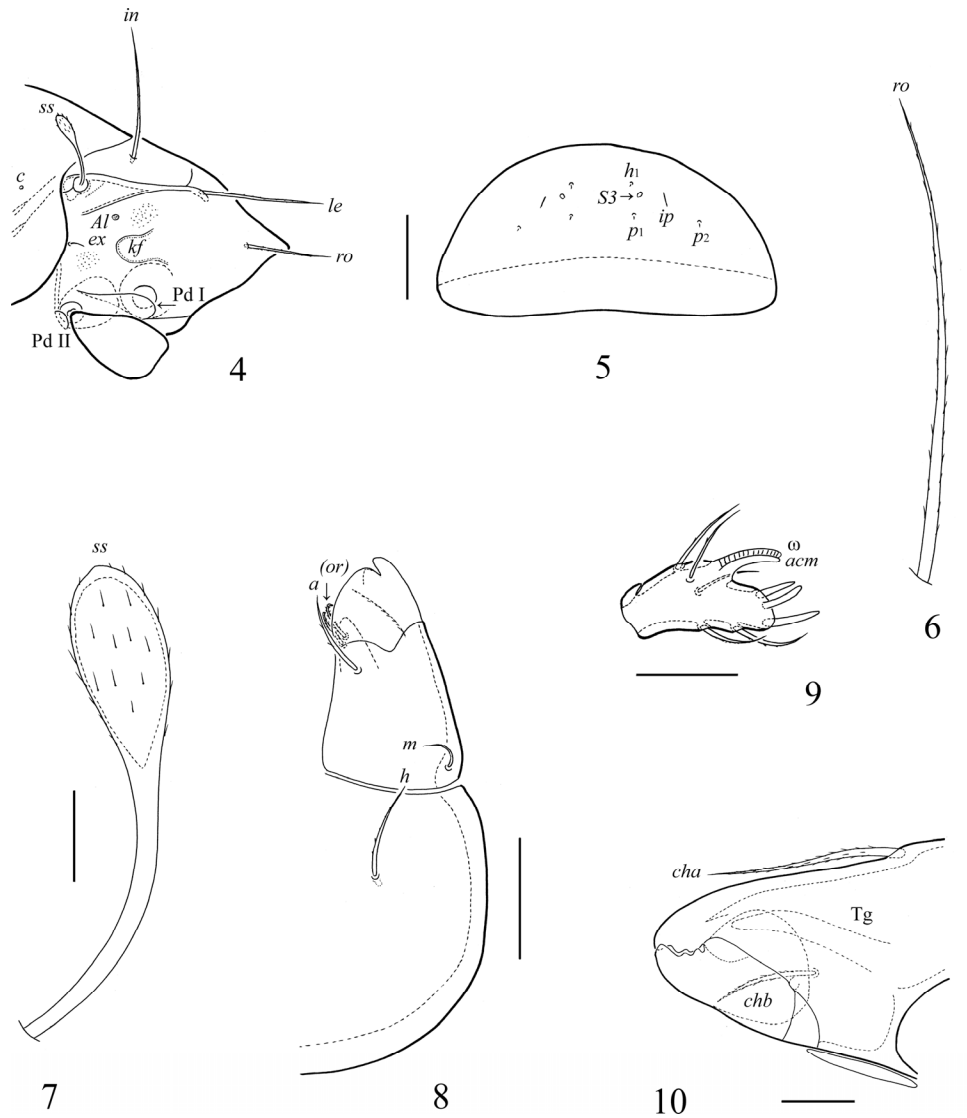 in
ss
c
le
Al
ex
kf
ro
Pd I
Pd II
4
h1
S3
ip
p1
p2
5
ro
6
ss
7
(or)
a
m
h
8
ω
acm
9
cha
Tg
chb
10